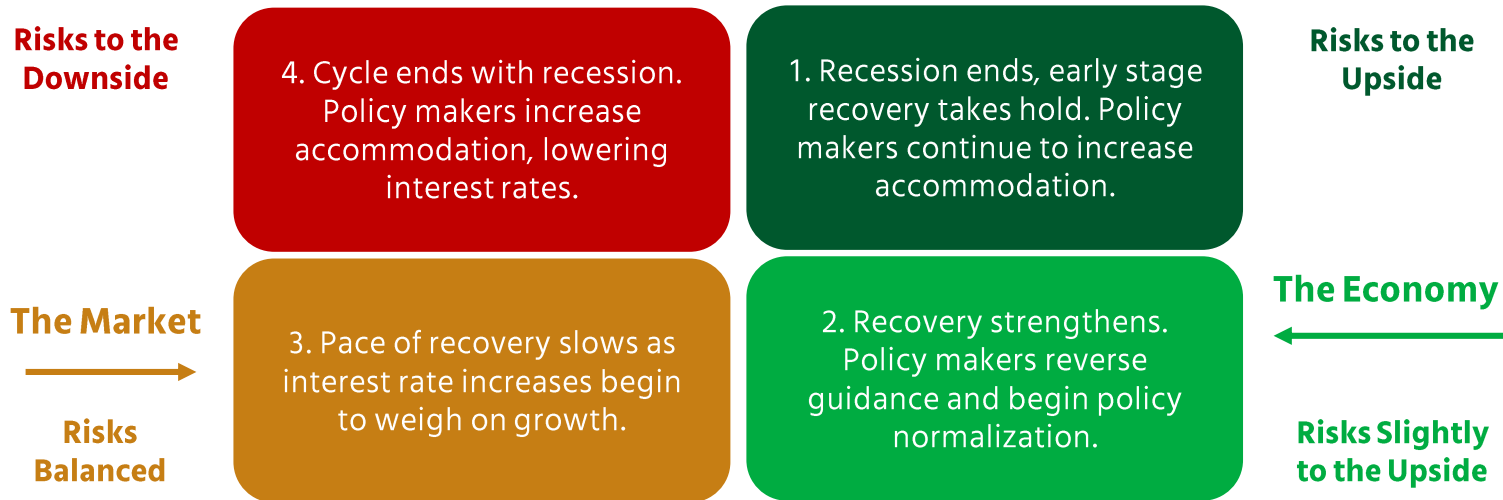 Risks to the
Downside
4. Cycle ends with recession.
Policy makers increase
accommodation, lowering
interest rates.
1. Recession ends, early stage
recovery takes hold. Policy
makers continue to increase
accommodation.
Risks to the
Upside
The Market
Risks
Balanced
3. Pace of recovery slows as
interest rate increases begin
to weigh on growth.
2. Recovery strengthens.
Policy makers reverse
guidance and begin policy
normalization.
The Economy
Risks Slightly
to the Upside